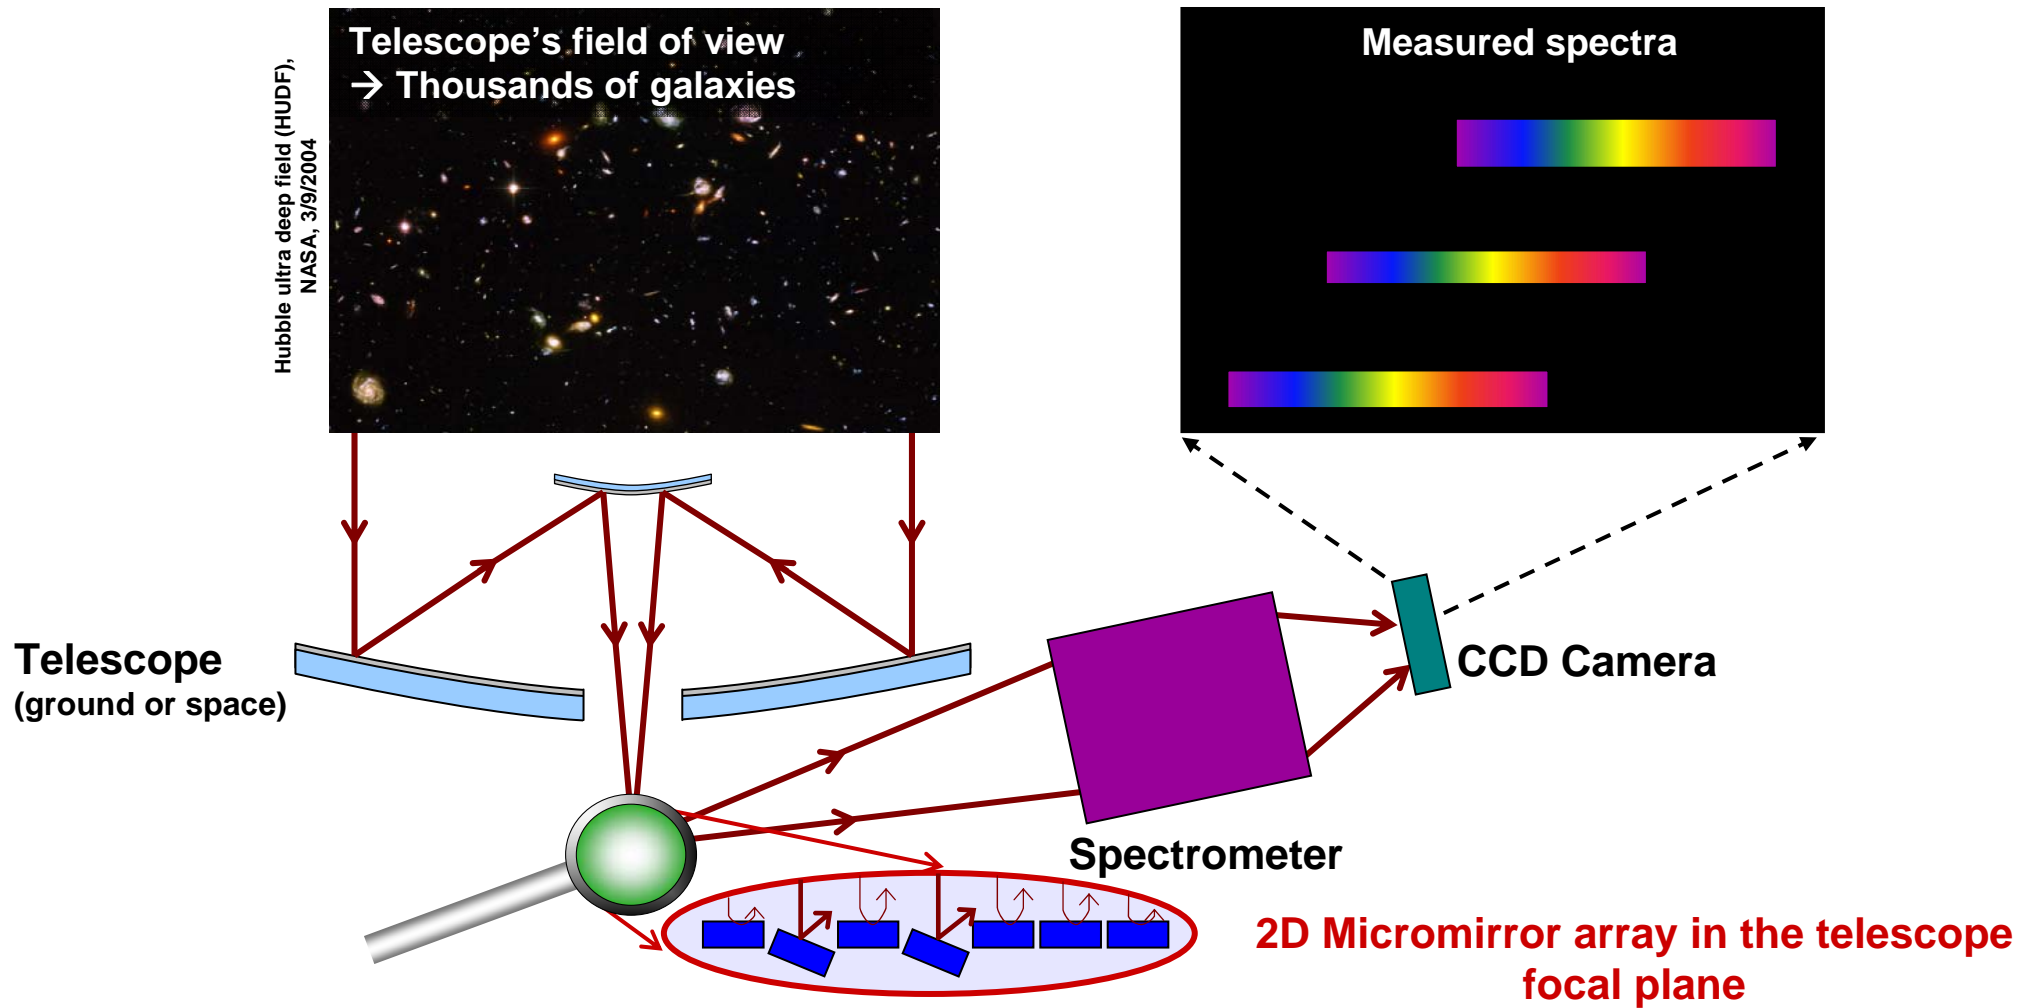 Telescope’s field of view
→ Thousands of galaxies
Hubble ultra deep field (HUDF),
NASA, 3/9/2004
Measured spectra
Telescope
(ground or space)
CCD Camera
Spectrometer
2D Micromirror array in the telescope
focal plane